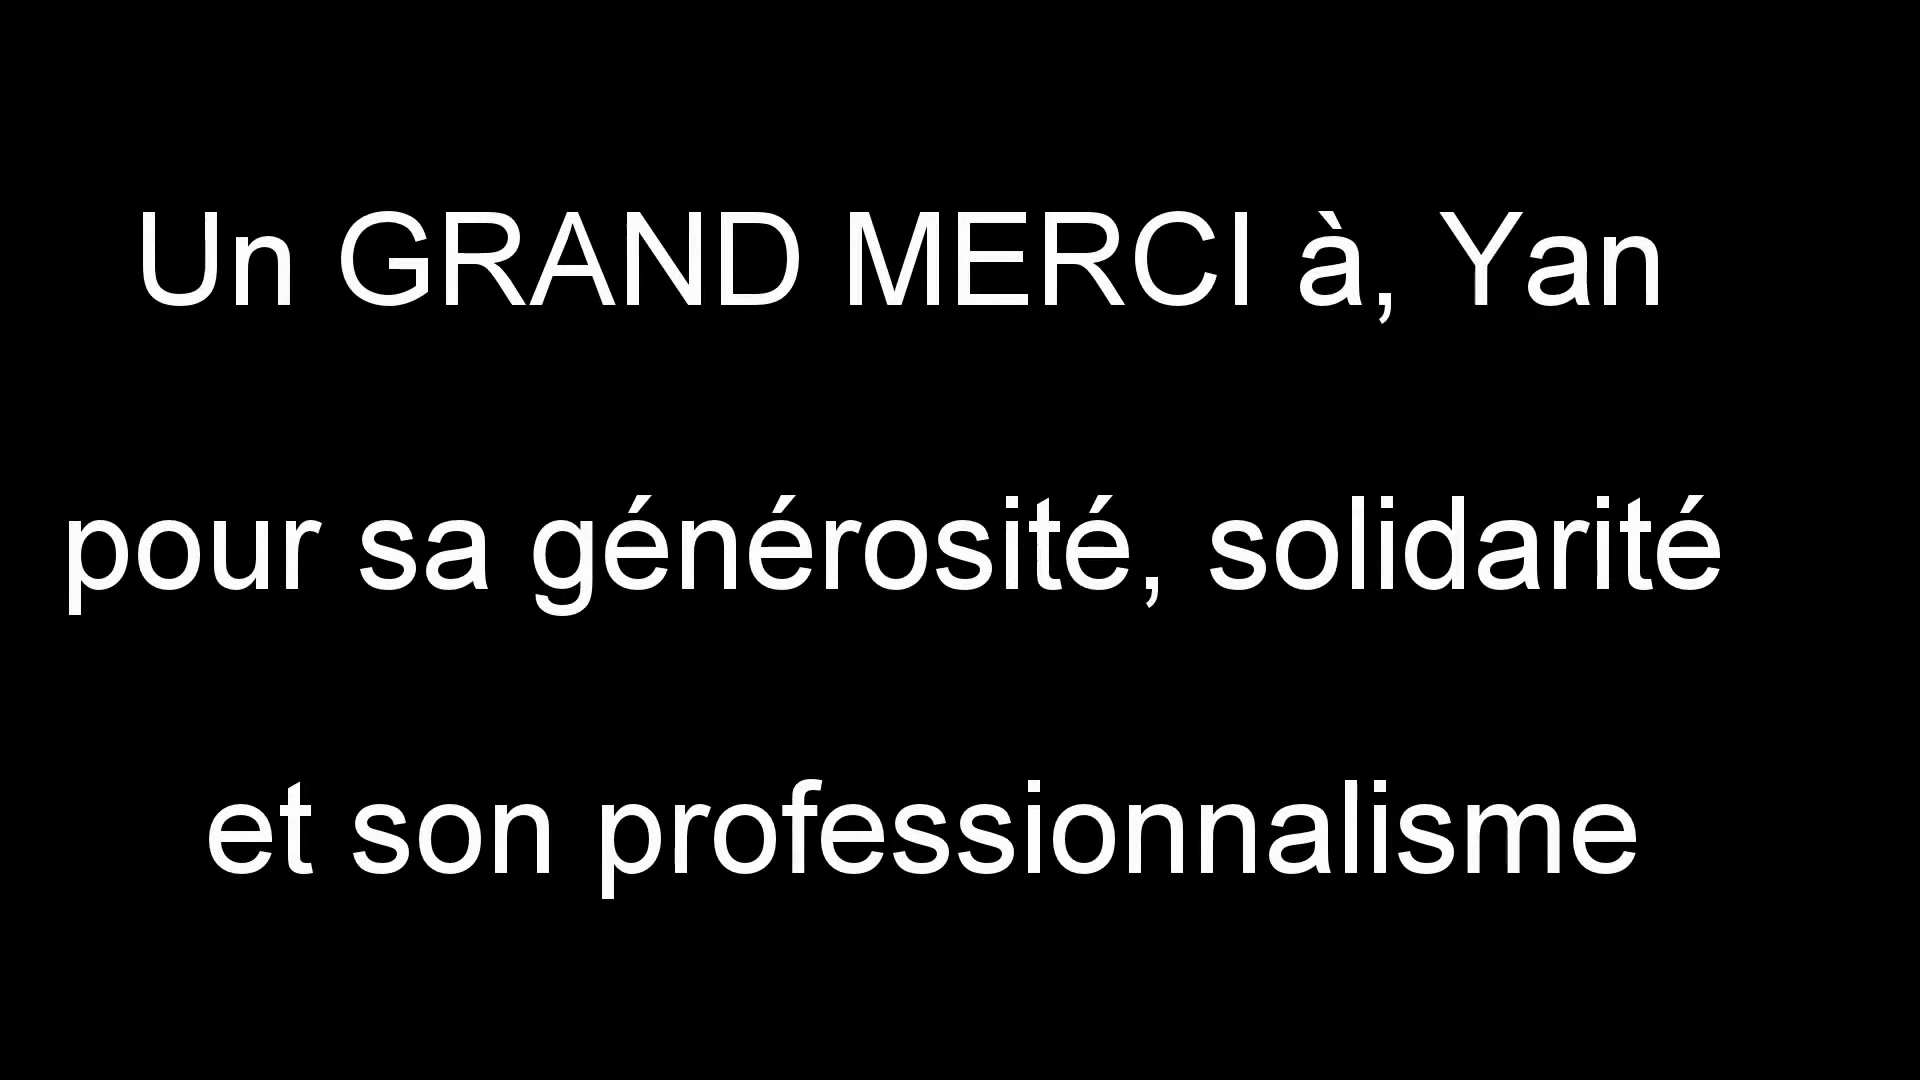 Un GRAND MERCI à, Yan
pour sa générosité, solidarité
et son professionnalisme